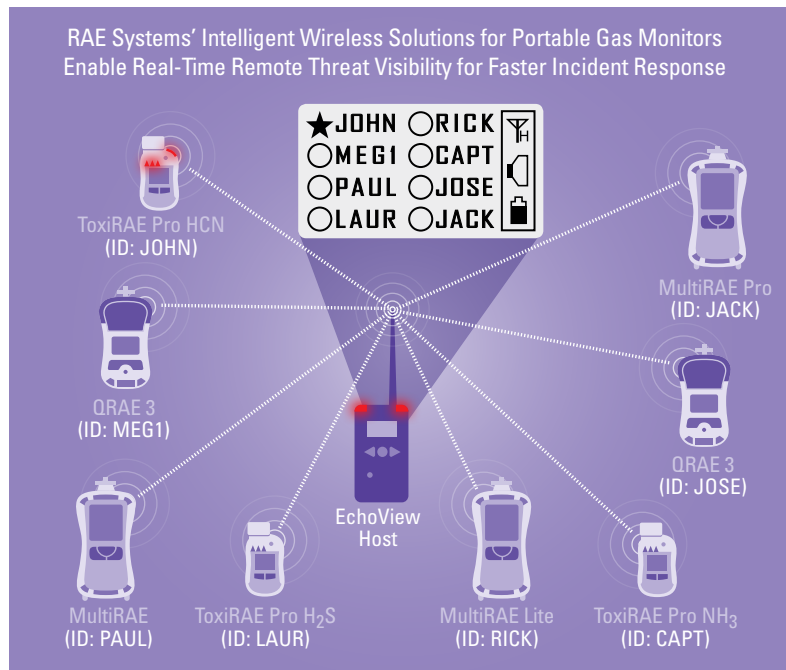 RAE Systems’ Intelligent Wireless Solutions for Portable Gas Monitors
Enable Real-Time Remote Threat Visibility for Faster Incident Response
★JOHN ○RICK
○MEG1 ○CAPT
○PAUL ○JOSE
○LAUR ○JACK
H
ToxiRAE Pro HCN
(ID: JOHN)
MultiRAE Pro
(ID: JACK)
QRAE 3
(ID: MEG1)
QRAE 3
(ID: JOSE)
EchoView
Host
MultiRAE
(ID: PAUL)
ToxiRAE Pro H₂S
(ID: LAUR)
MultiRAE Lite
(ID: RICK)
ToxiRAE Pro NH₃
(ID: CAPT)